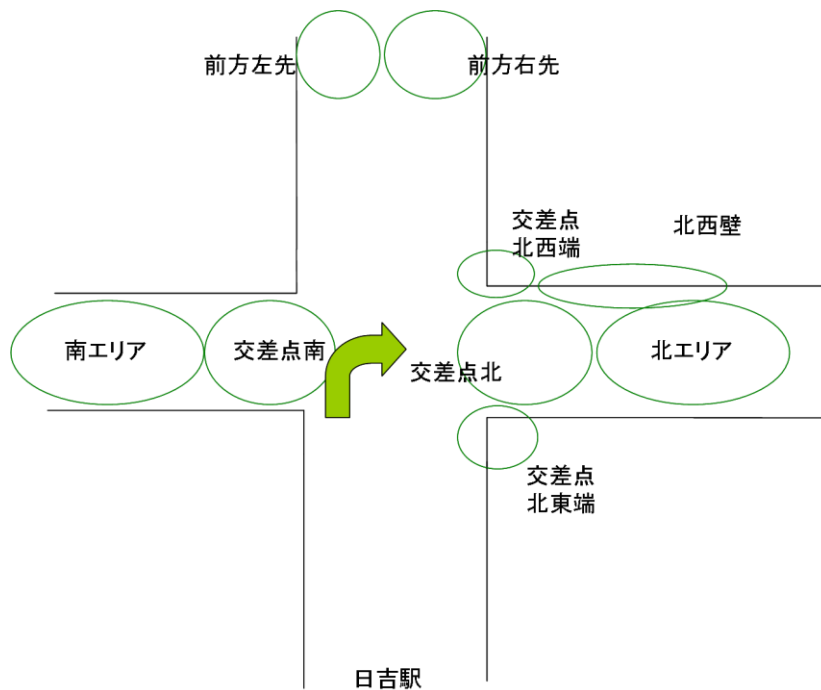 前方左先
前方右先
交差点
北西端
北西壁
南エリア
交差点南
交差点北
北エリア
交差点
北東端
日吉駅